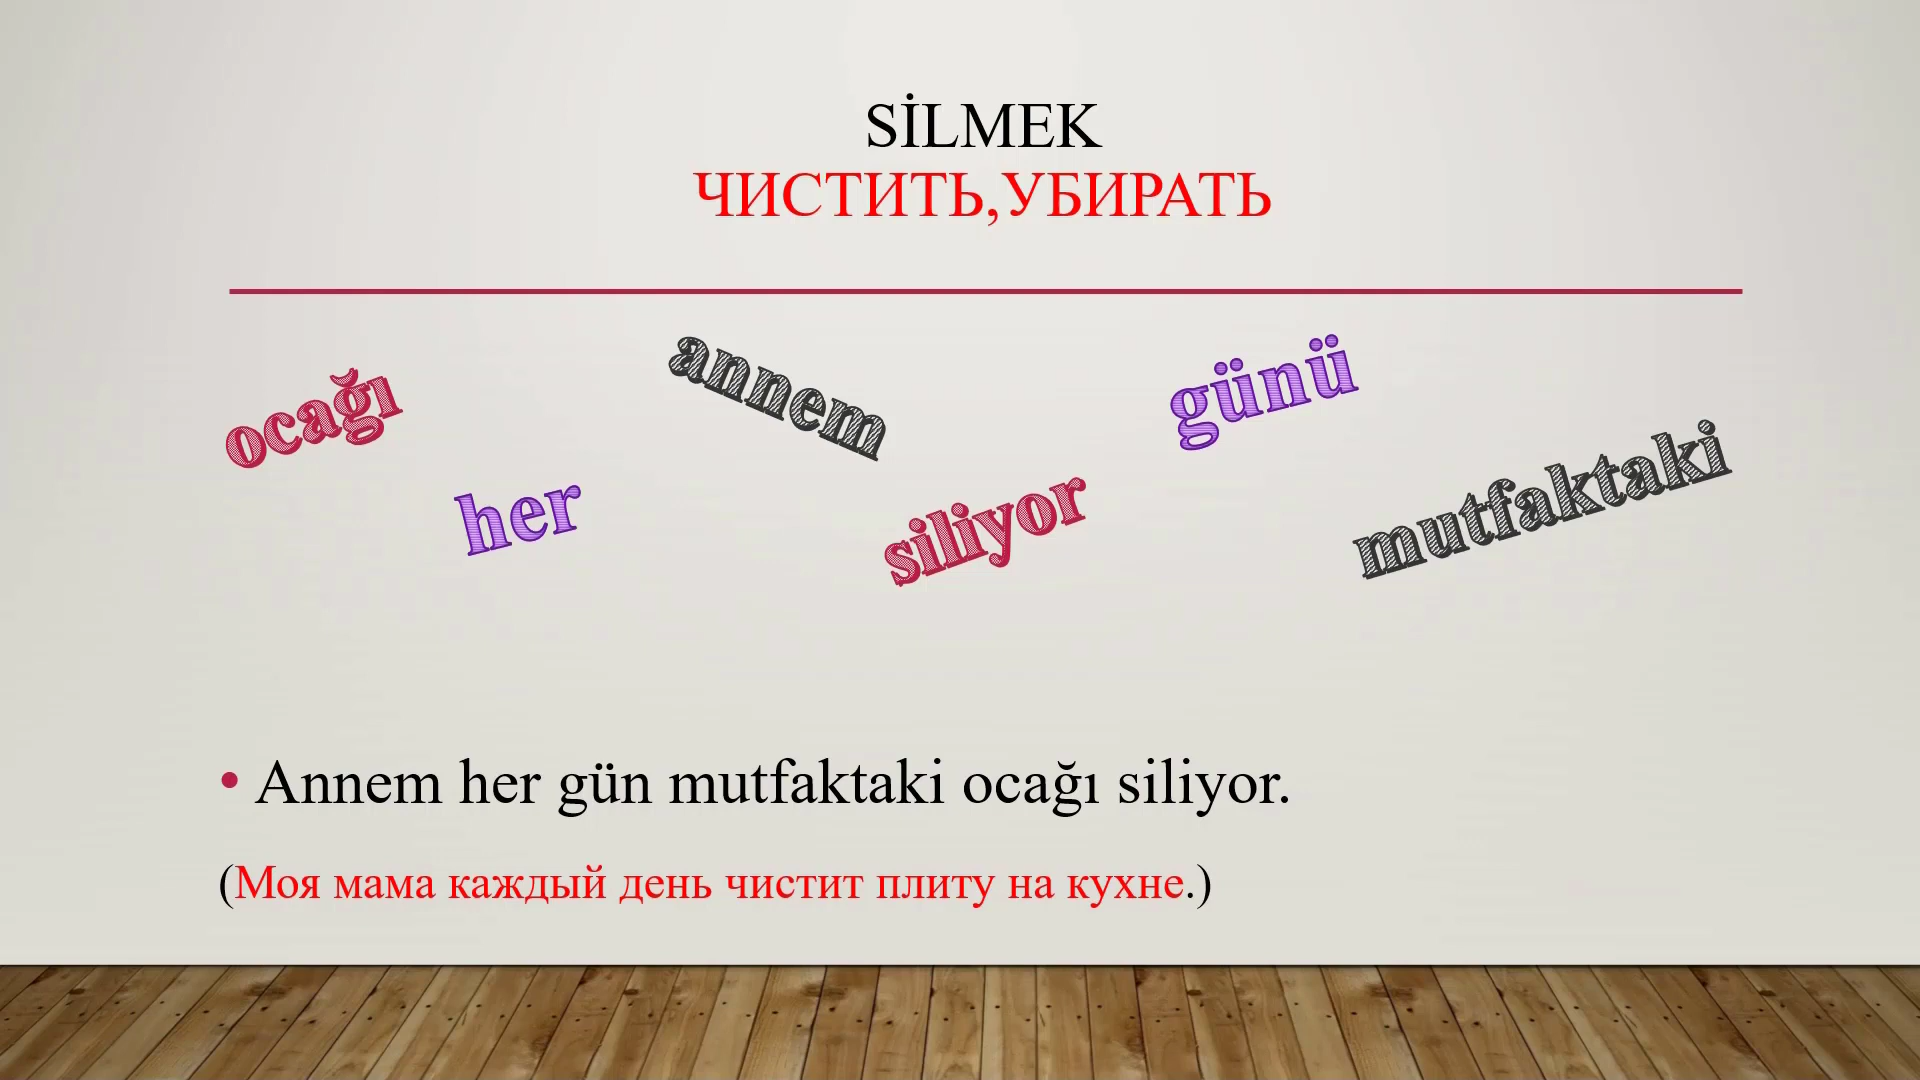 SİLMEK
ЧИСТИТЬ,УБИРАТЬ
ocağı
her
annem
siliyor
günü
mutfaktaki
• Annem her gün mutfaktaki ocağı siliyor.
(Моя мама каждый день чистит плиту на кухне.)